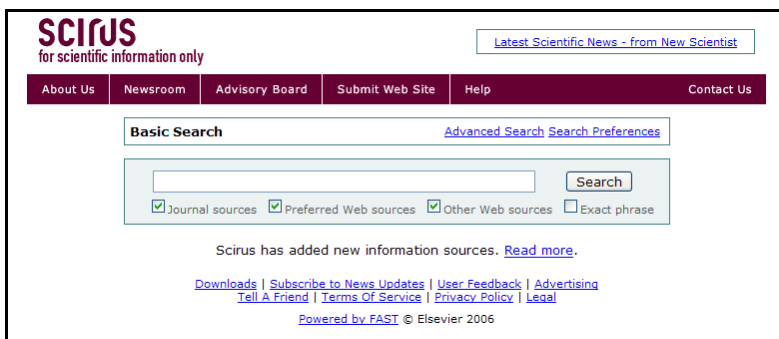 SCIRUS
for scientific information only
Latest Scientific News - from New Scientist
About Us Newsroom Advisory Board Submit Web Site Help Contact Us
Basic Search Advanced Search Search Preferences
Search
Journal sources Preferred Web sources Other Web sources Exact phrase
Scirus has added new information sources. Read more.
Downloads | Subscribe to News Updates | User Feedback | Advertising
Tell A Friend | Terms Of Service | Privacy Policy | Legal
Powered by FAST © Elsevier 2006